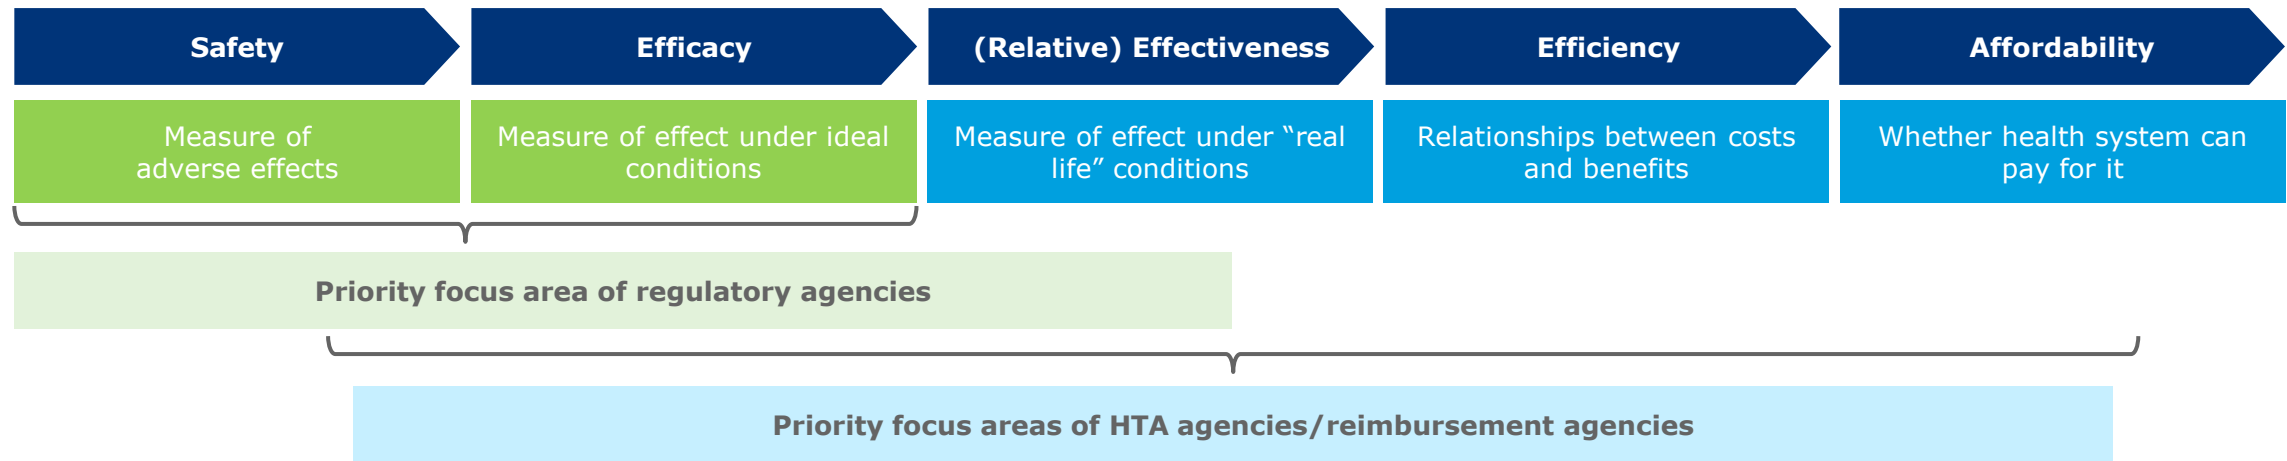 Safety
Efficacy
(Relative) Effectiveness
Efficiency
Affordability
Measure of
adverse effects
Measure of effect under ideal
conditions
Measure of effect under “real
life” conditions
Relationships between costs
and benefits
Whether health system can
pay for it
Priority focus area of regulatory agencies
Priority focus areas of HTA agencies/reimbursement agencies